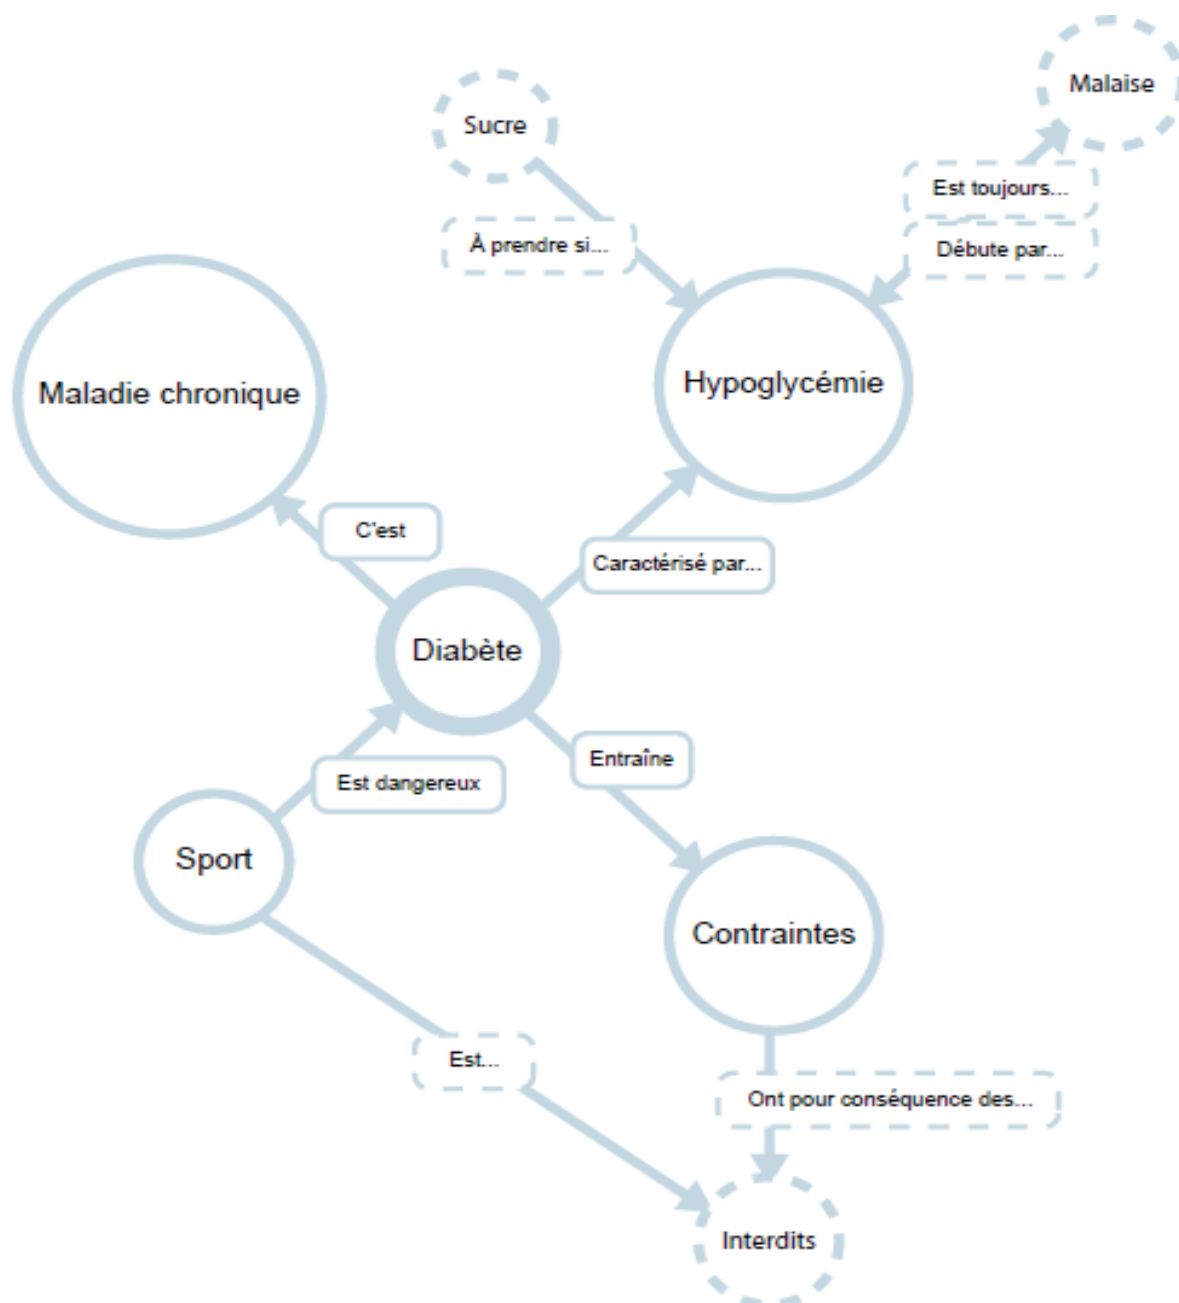 Malaise
Sucre
Est toujours...
À prendre si...
Débute par...
Maladie chronique
Hypoglycémie
C'est
Caractérisé par...
Diabète
Entraîne
Est dangereux
Sport
Contraintes
Est...
Ont pour conséquence des...
Interdits